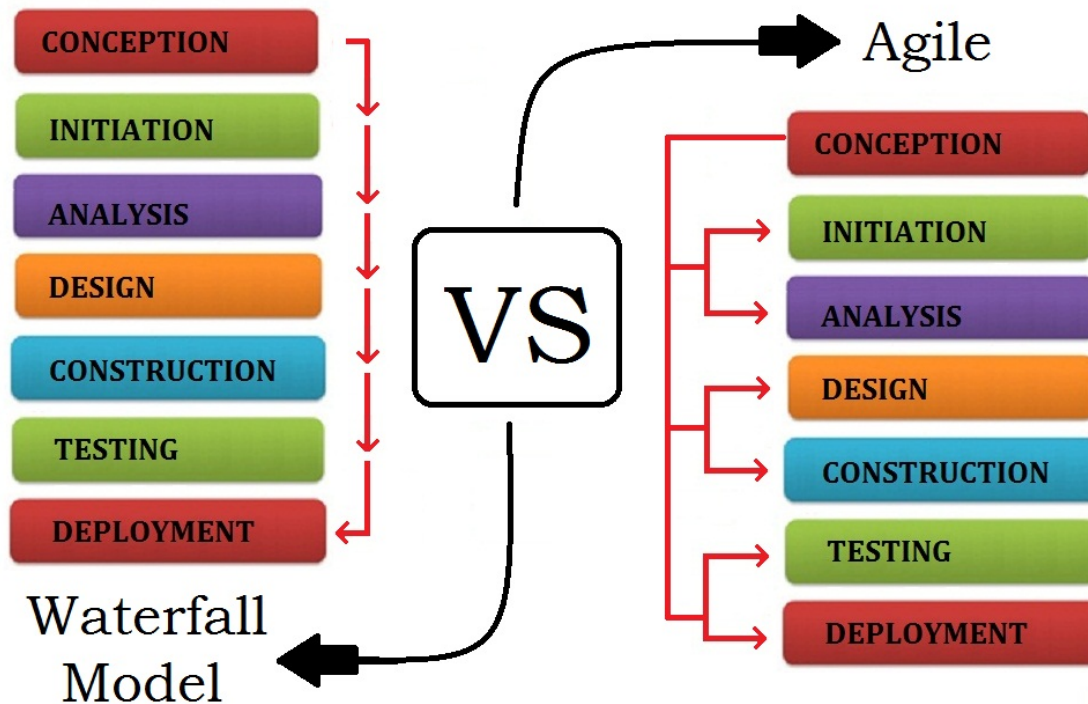 CONCEPTION
INITIATION
ANALYSIS
DESIGN
CONSTRUCTION
TESTING
DEPLOYMENT
Waterfall
Model
VS
Agile
CONCEPTION
INITIATION
ANALYSIS
DESIGN
CONSTRUCTION
TESTING
DEPLOYMENT